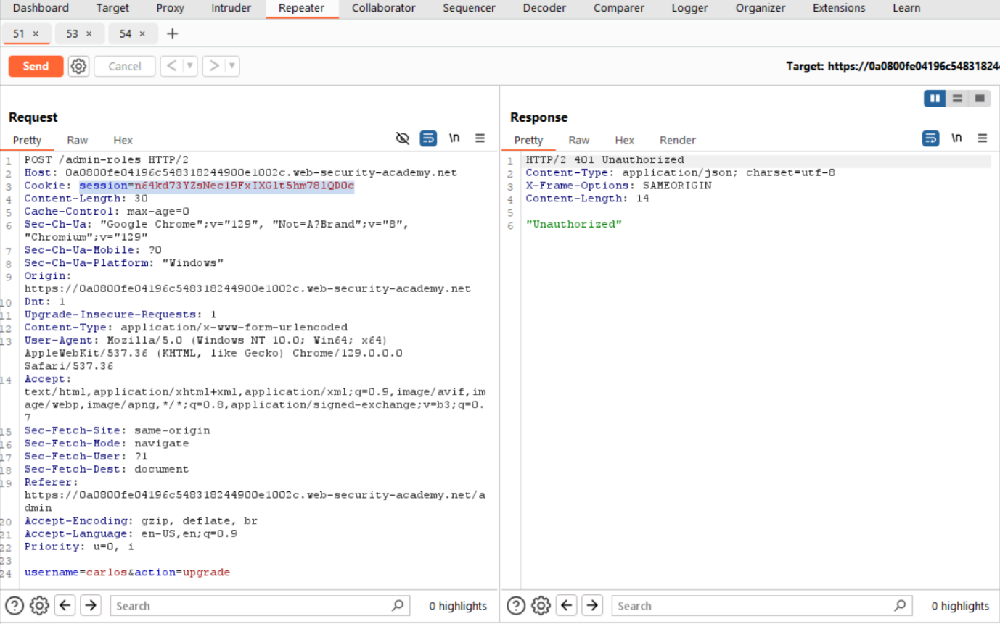 Dashboard Target Proxy Intruder Repeater Collaborator Sequencer Decoder Comparer Logger Organizer Extensions Learn
51 × 53 × 54 × +
Send Cancel < > Target: https://0a0800fe04196c54831824
Request
Pretty Raw Hex \n
1 POST /admin-roles HTTP/2
2 Host: 0a0800fe04196c548318244900e1002c.web-security-academy.net
3 Cookie: session=n64kd73YZsNec19FxIXGlt5hm781QD0c
4 Content-Length: 30
5 Cache-Control: max-age=0
6 Sec-Ch-Ua: "Google Chrome";v="129", "Not=A?Brand";v="8",
"Chromium";v="129"
7 Sec-Ch-Ua-Mobile: ?0
8 Sec-Ch-Ua-Platform: "Windows"
9 Origin:
https://0a0800fe04196c548318244900e1002c.web-security-academy.net
10 Dnt: 1
11 Upgrade-Insecure-Requests: 1
12 Content-Type: application/x-www-form-urlencoded
13 User-Agent: Mozilla/5.0 (Windows NT 10.0; Win64; x64)
AppleWebKit/537.36 (KHTML, like Gecko) Chrome/129.0.0.0
Safari/537.36
14 Accept:
text/html,application/xhtml+xml,application/xml;q=0.9,image/avif,im
age/webp,image/apng,*/*;q=0.8,application/signed-exchange;v=b3;q=0.
7
15 Sec-Fetch-Site: same-origin
16 Sec-Fetch-Mode: navigate
17 Sec-Fetch-User: ?1
18 Sec-Fetch-Dest: document
19 Referer:
https://0a0800fe04196c548318244900e1002c.web-security-academy.net/a
dmin
20 Accept-Encoding: gzip, deflate, br
21 Accept-Language: en-US,en;q=0.9
22 Priority: u=0, i
23
24 username=carlos&action=upgrade
Search 0 highlights
Response
Pretty Raw Hex Render \n
1 HTTP/2 401 Unauthorized
2 Content-Type: application/json; charset=utf-8
3 X-Frame-Options: SAMEORIGIN
4 Content-Length: 14
5
6 "Unauthorized"
Search 0 highlights